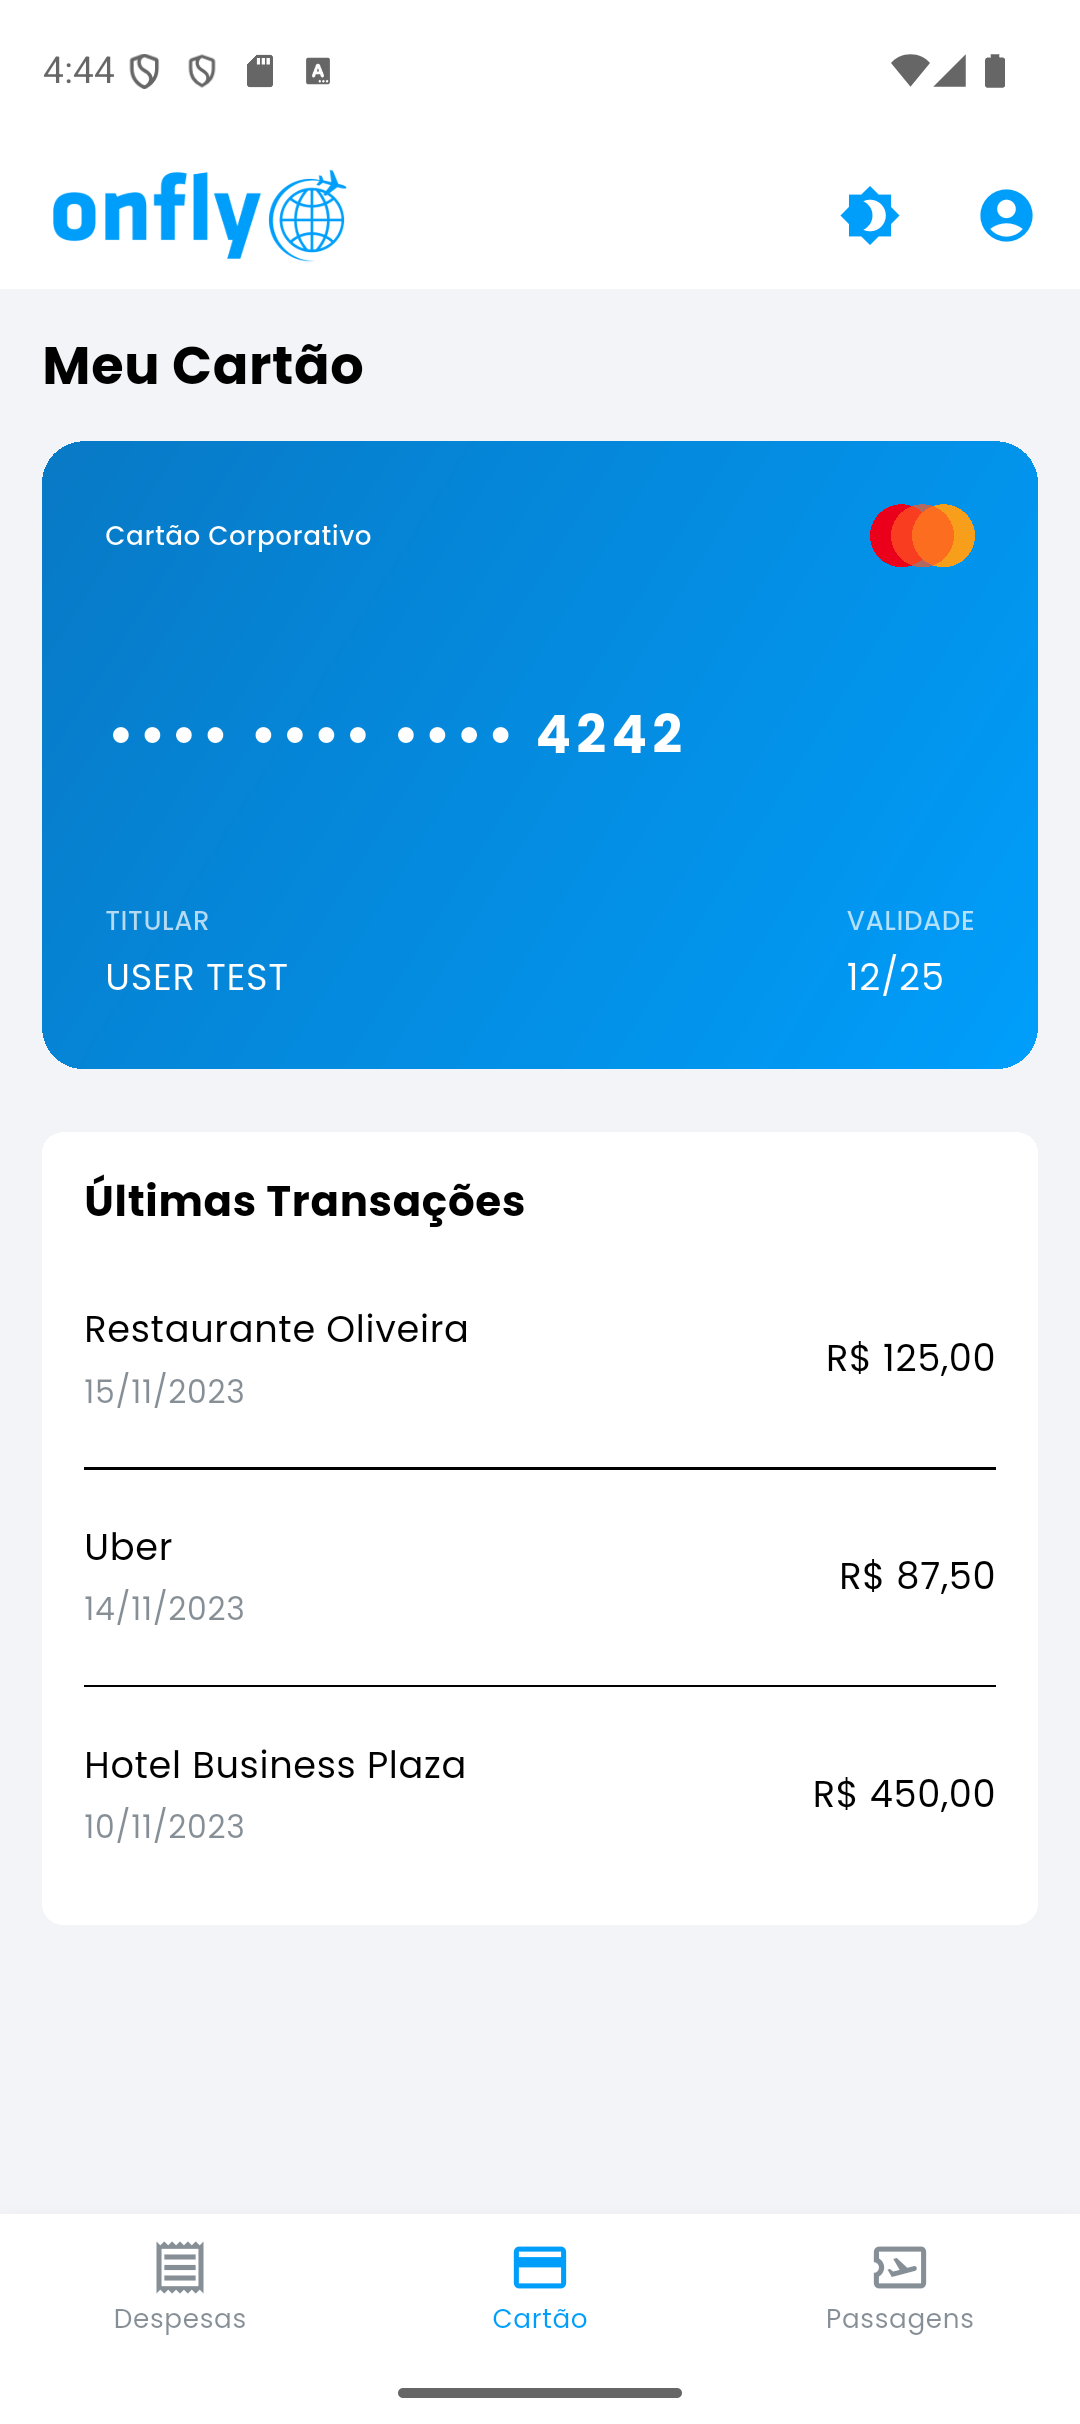 4:44
onfly
Meu Cartão
Cartão Corporativo
•••• •••• •••• 4242
TITULAR
VALIDADE
USER TEST
12/25
Últimas Transações
Restaurante Oliveira
R$ 125,00
15/11/2023
Uber
R$ 87,50
14/11/2023
Hotel Business Plaza
R$ 450,00
10/11/2023
Despesas
Cartão
Passagens